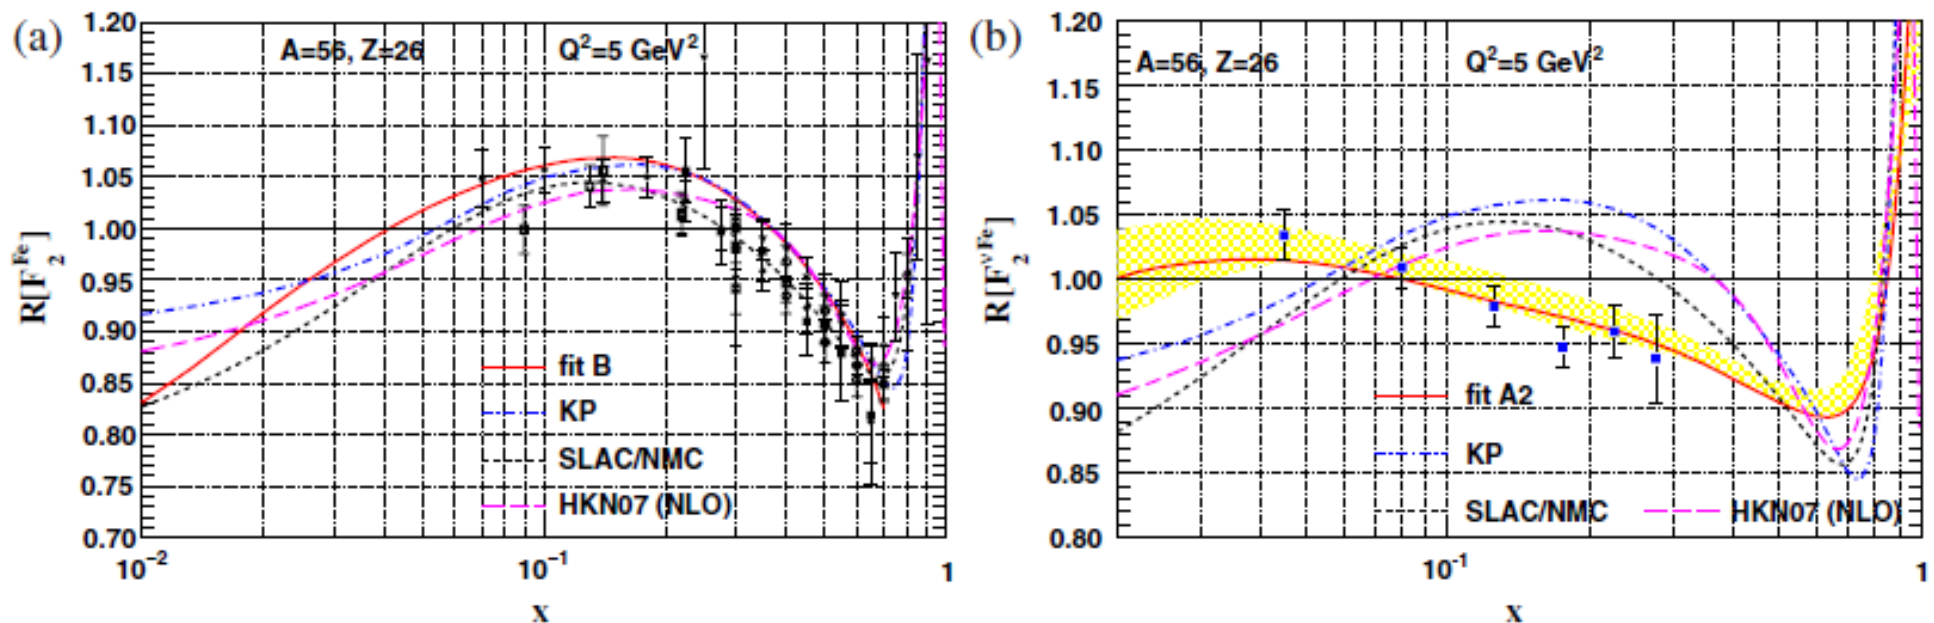 (a)
1.20
1.15
1.10
1.05
1.00
0.95
0.90
0.85
0.80
0.75
0.70
R[F₂^Fe]
A=56, Z=26
Q²=5 GeV²
fit B
KP
SLAC/NMC
HKN07 (NLO)
10⁻² 10⁻¹ 1
x
(b)
1.20
1.15
1.10
1.05
1.00
0.95
0.90
0.85
0.80
R[F₂^νFe]
A=56, Z=26
Q²=5 GeV²
fit A2
KP
SLAC/NMC HKN07 (NLO)
10⁻¹ 1
x